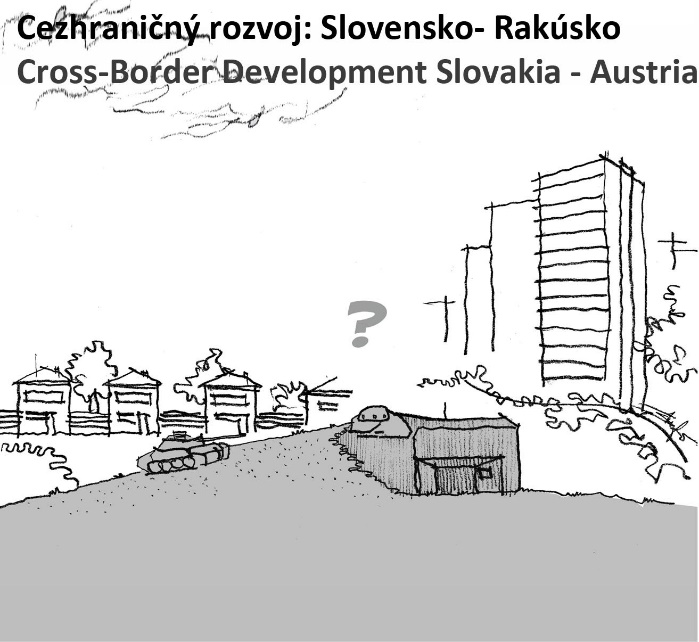 Cezhraničný rozvoj: Slovensko- Rakúsko
Cross-Border Development Slovakia - Austria
?